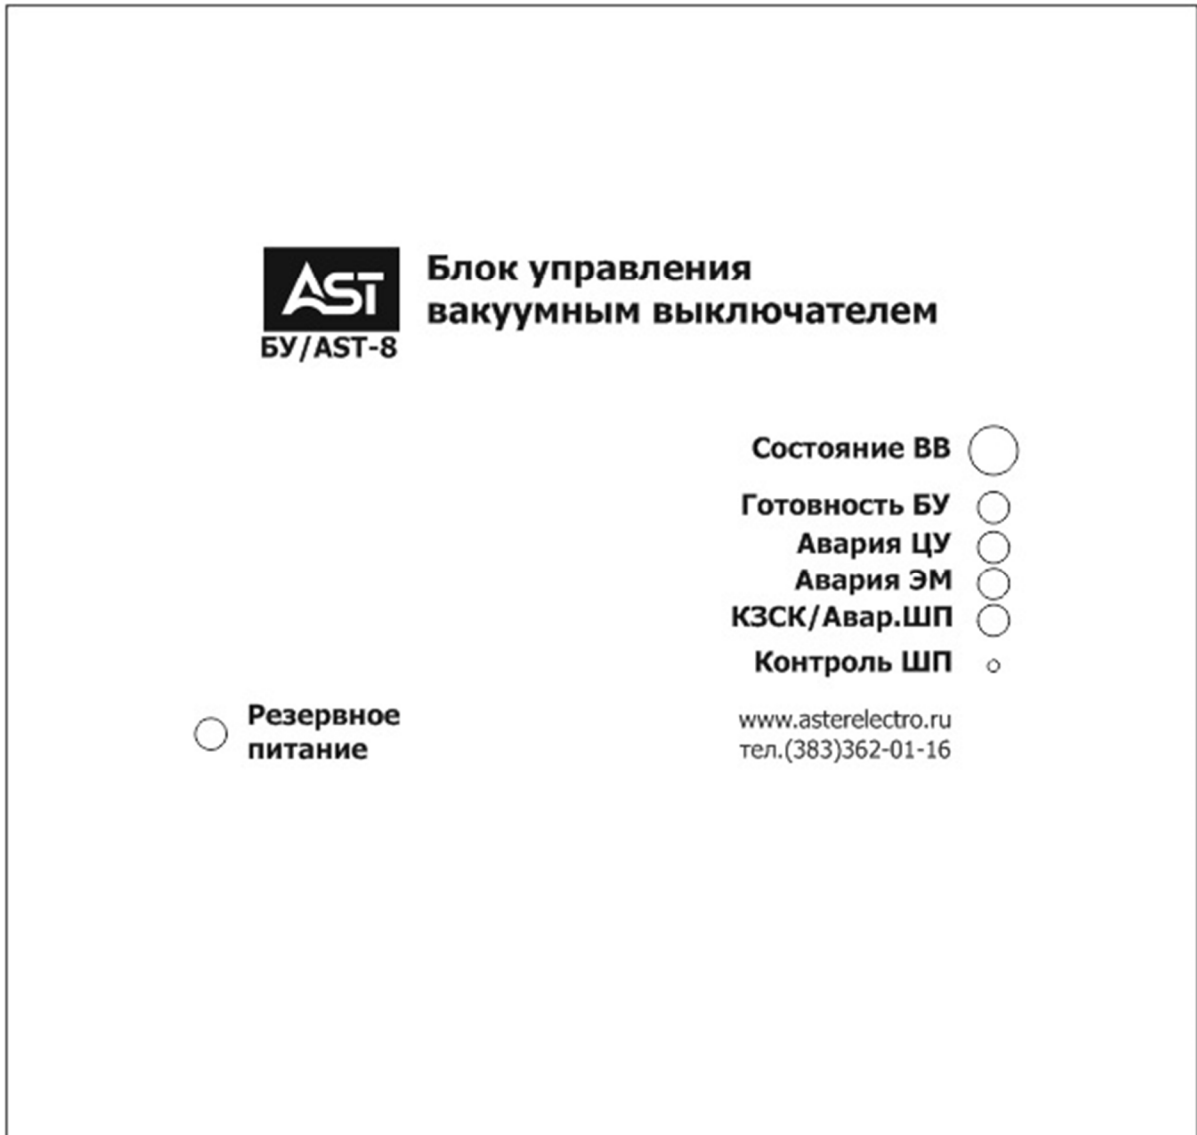 AST
БУ/AST-8
Блок управления
вакуумным выключателем
Состояние ВВ
Готовность БУ
Авария ЦУ
Авария ЭМ
КЗСК/Авар.ШП
Контроль ШП
Резервное
питание
www.asterelectro.ru
тел.(383)362-01-16